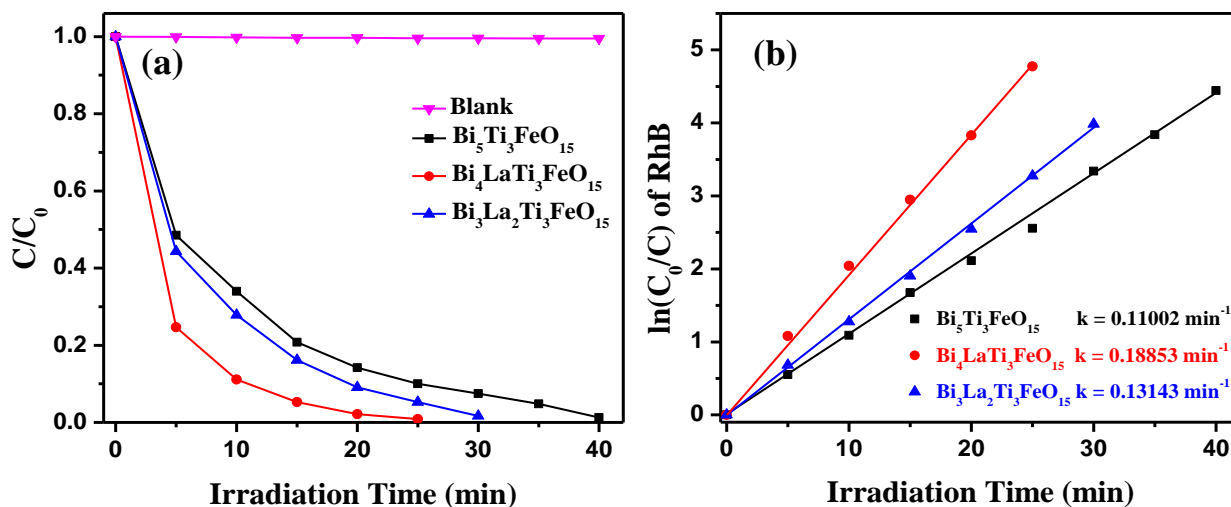 (a)
1.0
0.8
0.6
0.4
0.2
0.0
C/C₀
Blank
Bi₅Ti₃FeO₁₅
Bi₄LaTi₃FeO₁₅
Bi₃La₂Ti₃FeO₁₅
0 10 20 30 40
Irradiation Time (min)
(b)
5
4
3
2
1
0
ln(C₀/C) of RhB
Bi₅Ti₃FeO₁₅ k = 0.11002 min⁻¹
Bi₄LaTi₃FeO₁₅ k = 0.18853 min⁻¹
Bi₃La₂Ti₃FeO₁₅ k = 0.13143 min⁻¹
0 10 20 30 40
Irradiation Time (min)